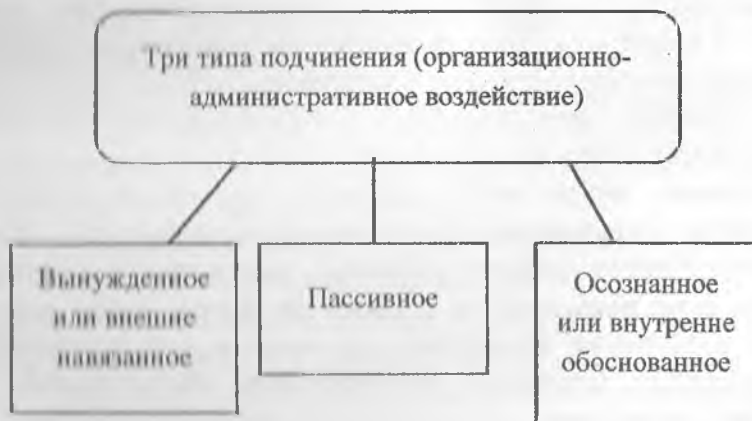 Три типа подчинения (организационно-
административное воздействие)
Вынужденное
или внешне
навязанное
Пассивное
Осознанное
или внутренне
обоснованное